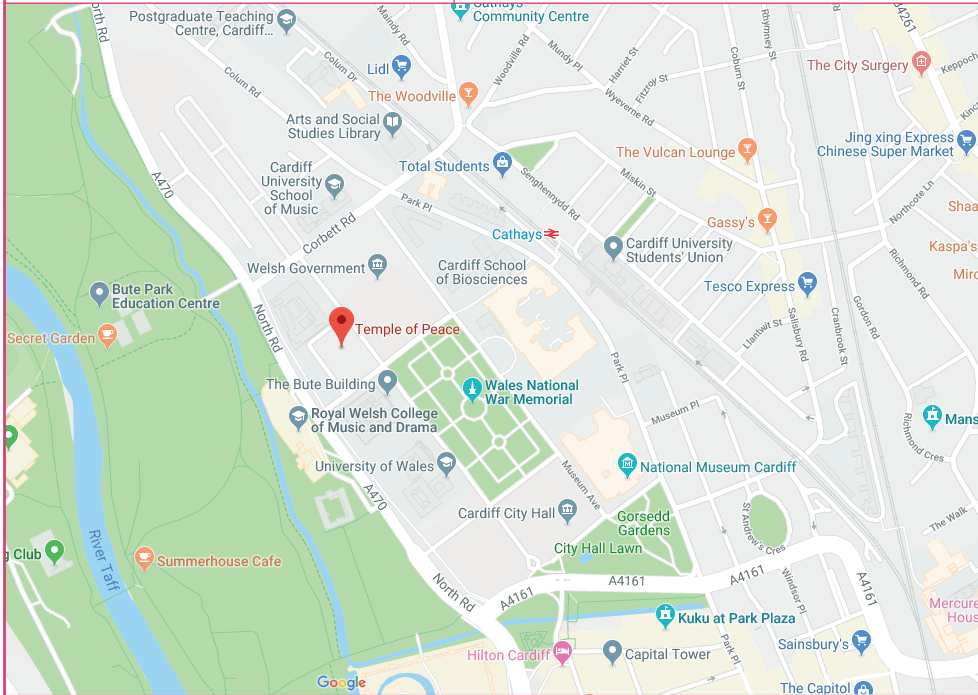 Postgraduate Teaching
Centre, Cardiff...
Cathays
Community Centre
North Rd
Maindy Rd
Woodville Rd
Mundy Pl
Harriet St
Fitzroy St
Rhymney St
Coburn St
A4261
The City Surgery
Keppoch
Lidl
Colum Dr
Colum Rd
The Woodville
Wyeverne Rd
Arts and Social
Studies Library
The Vulcan Lounge
Jing xing Express
Chinese Super Market
Total Students
Senghennydd Rd
Miskin St
Cardiff
University
School
of Music
A470
Park Pl
Northcote Ln
Corbett Rd
Gassy's
Cathays
Cardiff University
Students' Union
Kaspa's
Welsh Government
Cardiff School
of Biosciences
Richmond Rd
Bute Park
Education Centre
Tesco Express
Secret Garden
North Rd
Temple of Peace
Salisbury Rd
Cranbrook St
Gordon Rd
Llantwit St
Park Pl
The Bute Building
Wales National
War Memorial
Royal Welsh College
of Music and Drama
Museum Pl
Richmond Cres
University of Wales
National Museum Cardiff
A470
Museum Ave
Cardiff City Hall
Gorsedd
Gardens
St Andrew's Cres
The Walk
City Hall Lawn
River Taff
g Club
Summerhouse Cafe
North Rd
A4161
A4161
A4161
A4161
Windsor Pl
Kuku at Park Plaza
Park Pl
Sainsbury's
Hilton Cardiff
Capital Tower
Google
The Capitol